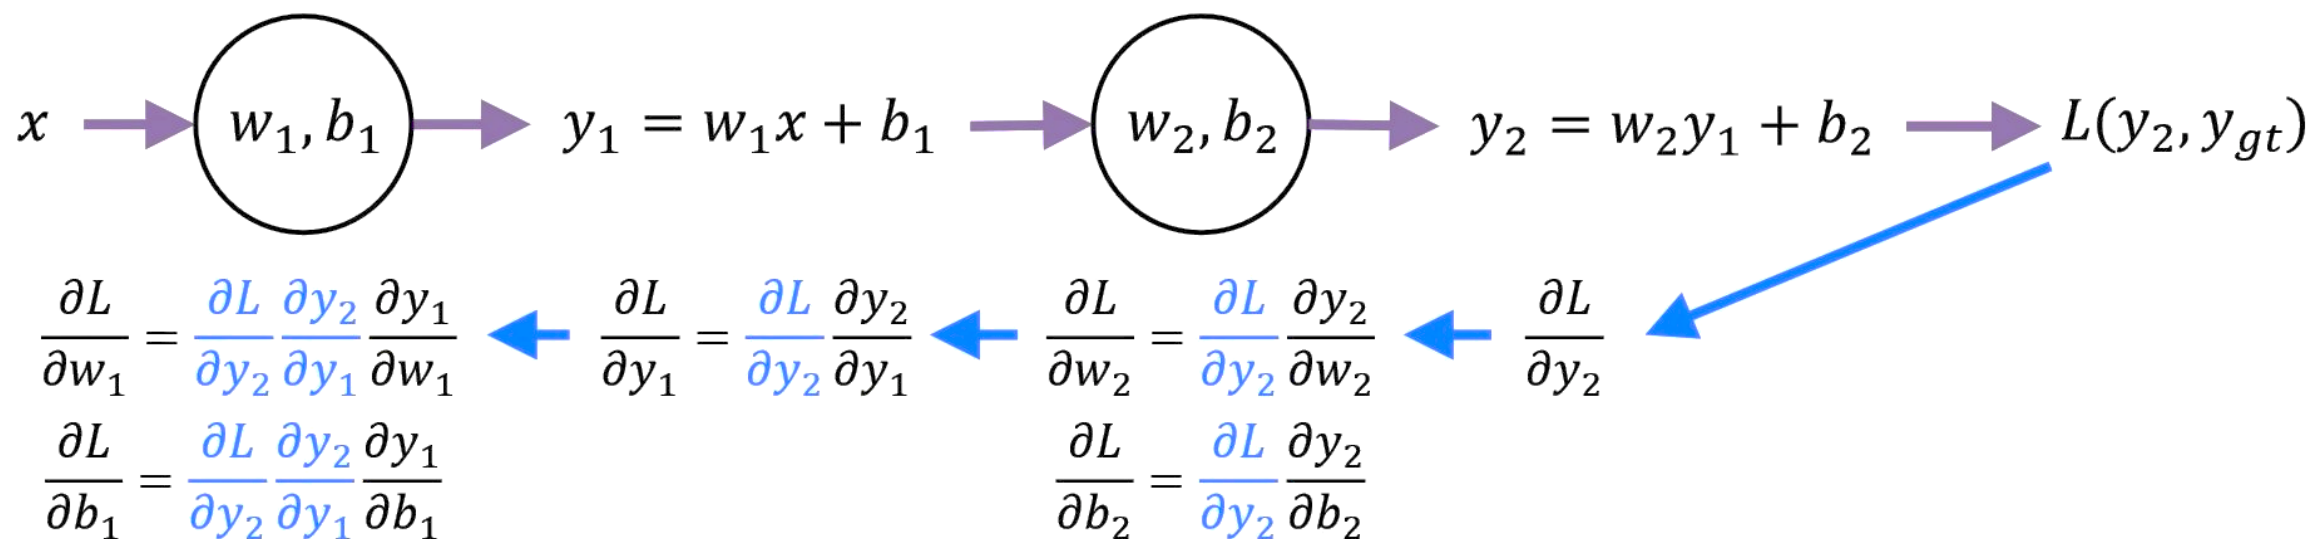 x w₁, b₁ y₁ = w₁x + b₁ w₂, b₂ y₂ = w₂y₁ + b₂ L(y₂, y_gt)
∂L/∂w₁ = ∂L/∂y₂ ∂y₂/∂y₁ ∂y₁/∂w₁ ∂L/∂y₁ = ∂L/∂y₂ ∂y₂/∂y₁ ∂L/∂w₂ = ∂L/∂y₂ ∂y₂/∂w₂ ∂L/∂y₂
∂L/∂b₁ = ∂L/∂y₂ ∂y₂/∂y₁ ∂y₁/∂b₁ ∂L/∂b₂ = ∂L/∂y₂ ∂y₂/∂b₂